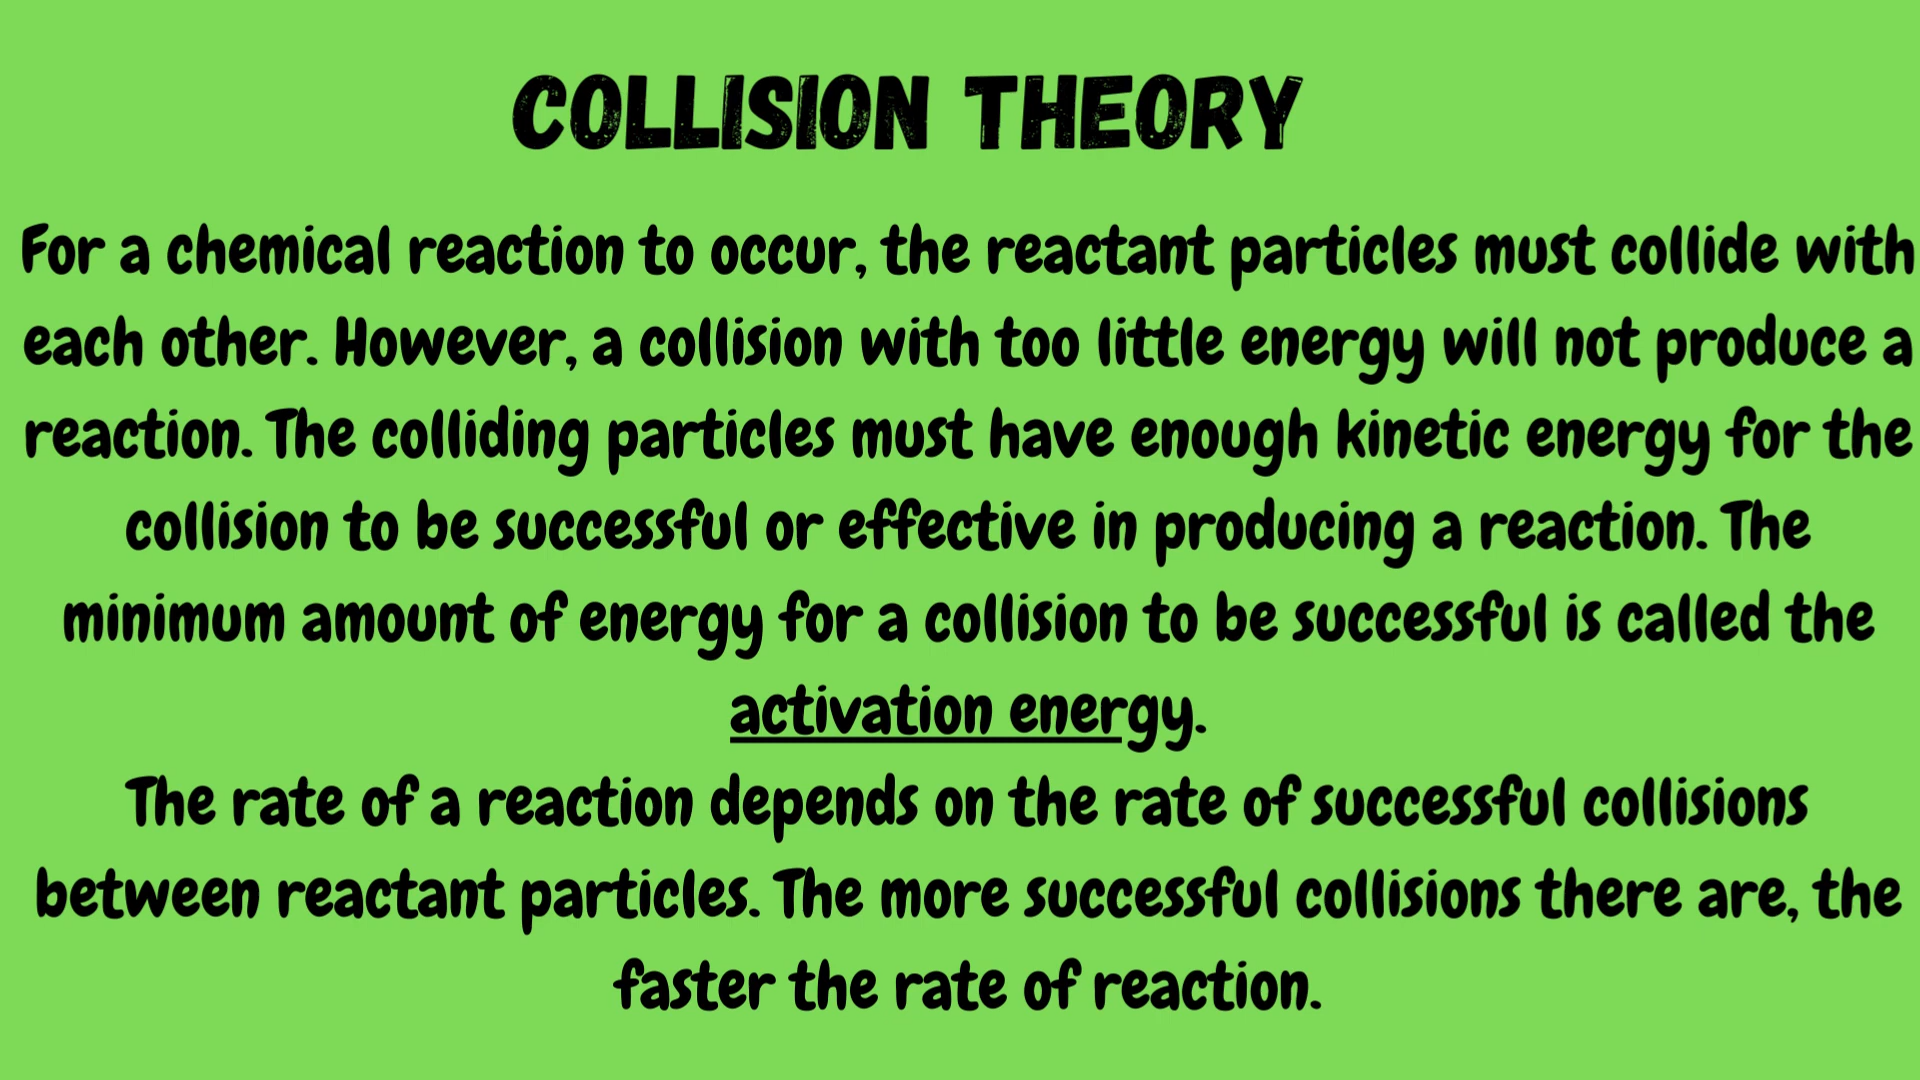 COLLISION THEORY
For a chemical reaction to occur, the reactant particles must collide with
each other. However, a collision with too little energy will not produce a
reaction. The colliding particles must have enough kinetic energy for the
collision to be successful or effective in producing a reaction. The
minimum amount of energy for a collision to be successful is called the
activation energy.
The rate of a reaction depends on the rate of successful collisions
between reactant particles. The more successful collisions there are, the
faster the rate of reaction.